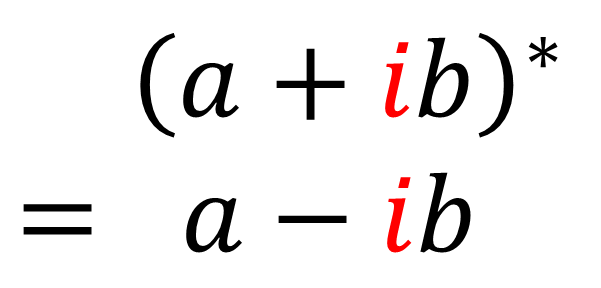 (a + ib)*
= a − ib